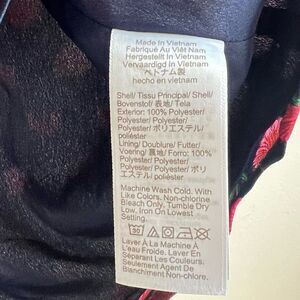 Made In Vietnam
Fabriqué Au Viêt Nam
Hergestellt In Vietnam
Vervaardigd In Vietnam
ベトナム製
hecho en vietnam
Shell/ Tissu Principal/ Shell/
Bovenstof/ 表地/ Tela
Exterior: 100% Polyester/
Polyester/ Polyester/
Polyester/ ポリエステル/
poliéster
Lining/ Doublure/ Futter/
Voering/ 裏地/ Forro: 100%
Polyester/ Polyester/
Polyester/ Polyester/ ポリエ
ステル/ poliéster
Machine Wash Cold. With
Like Colors. Non-chlorine
Bleach Only. Tumble Dry
Low. Iron On Lowest
Setting.
30
Laver À La Machine À
L'eau Froide. Laver En
Séparant Les Couleurs.
Seulement Agent De
Blanchiment Non-chlore.